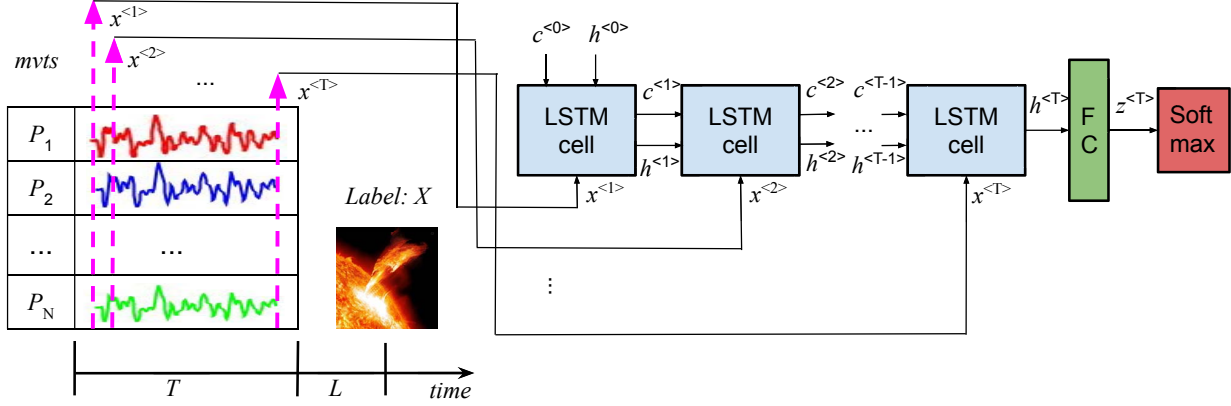 mvts
x<1>
x<2>
...
x<T>
P1
P2
...
...
PN
Label: X
T
L
time
c<0>
h<0>
LSTM
cell
c<1>
h<1>
x<1>
LSTM
cell
c<2>
h<2>
x<2>
...
c<T-1>
h<T-1>
LSTM
cell
x<T>
h<T>
F
C
z<T>
Soft
max
...